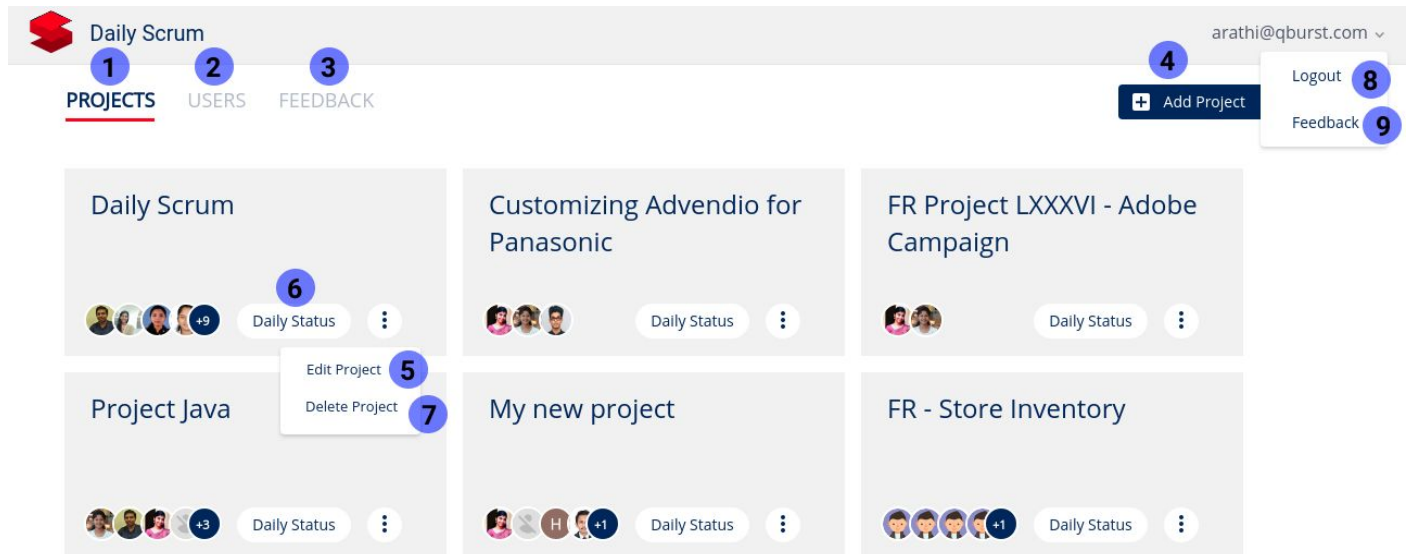 Daily Scrum
arathi@qburst.com
1
2
3
4
PROJECTS
USERS
FEEDBACK
Add Project
Logout
8
Feedback
9
Daily Scrum
Customizing Advendio for
Panasonic
FR Project LXXXVI - Adobe
Campaign
6
+9
Daily Status
Daily Status
Daily Status
Edit Project
5
Delete Project
7
Project Java
My new project
FR - Store Inventory
+3
Daily Status
H
+1
Daily Status
+1
Daily Status